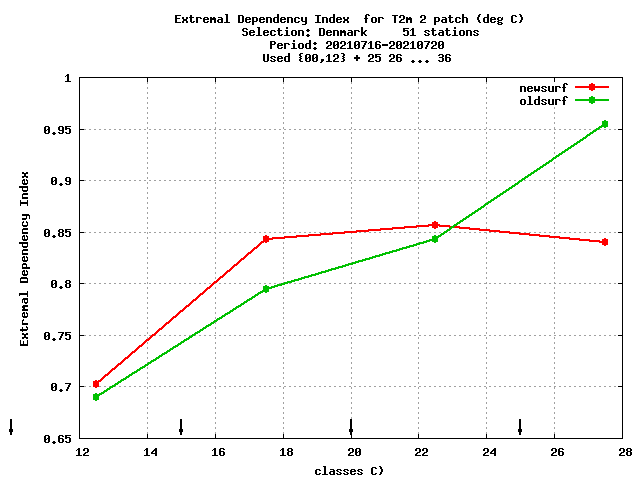 Extremal Dependency Index  for T2m 2 patch (deg C)
Selection: Denmark     51 stations
Period: 20210716-20210720
Used {00,12} + 25 26 ... 36
newsurf
oldsurf
Extremal Dependency Index
1
0.95
0.9
0.85
0.8
0.75
0.7
0.65
12 14 16 18 20 22 24 26 28
classes C)